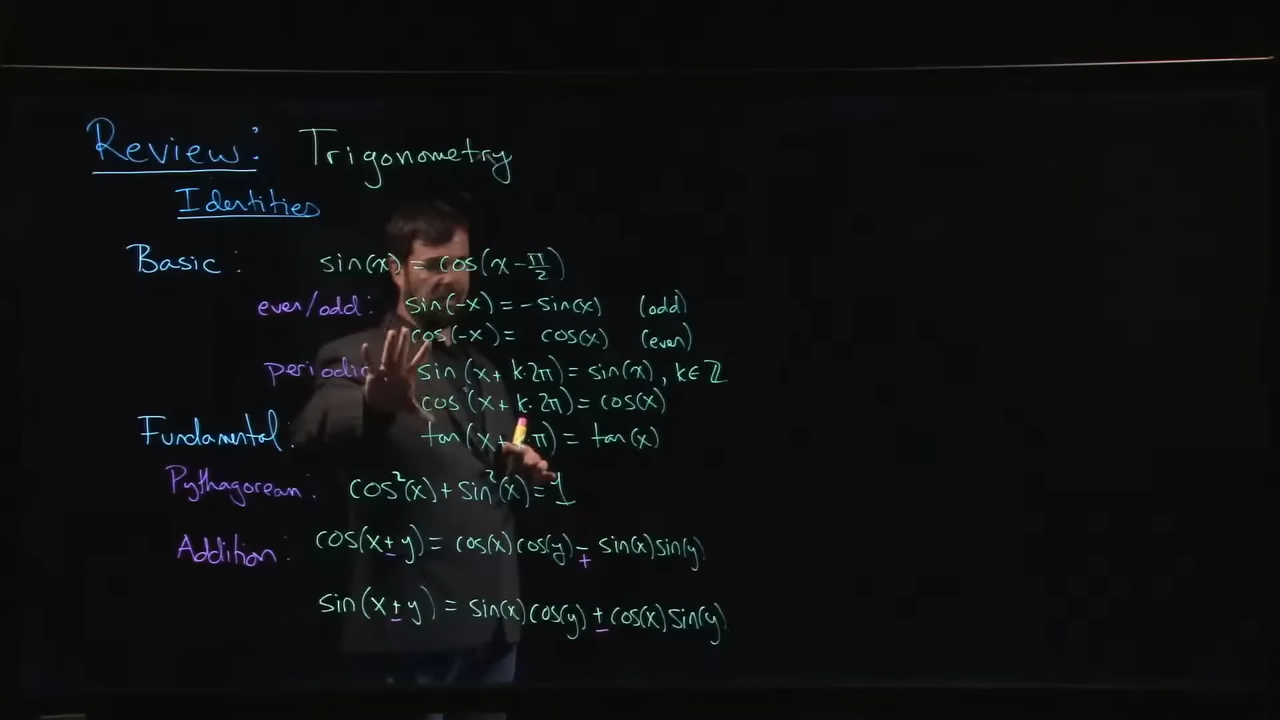 Review: Trigonometry
Identities
Basic: sin(x) = cos(x - π/2)
even/odd: sin(-x) = -sin(x) (odd)
cos(-x) = cos(x) (even)
periodic: sin(x + k·2π) = sin(x), k ∈ ℤ
cos(x + k·2π) = cos(x)
Fundamental: tan(x + π) = tan(x)
Pythagorean: cos²(x) + sin²(x) = 1
Addition: cos(x ± y) = cos(x)cos(y) ∓ sin(x)sin(y)
sin(x ± y) = sin(x)cos(y) ± cos(x)sin(y)